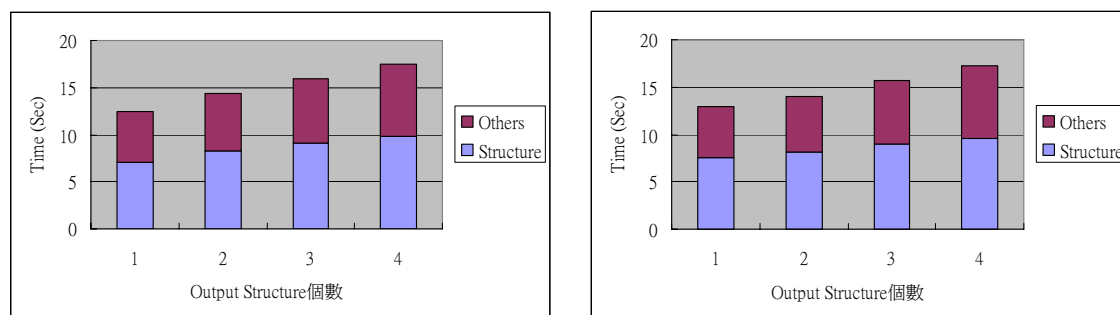 20
15
10
5
0
Time (Sec)
1 2 3 4
Output Structure個數
Others
Structure
20
15
10
5
0
Time (Sec)
1 2 3 4
Output Structure個數
Others
Structure